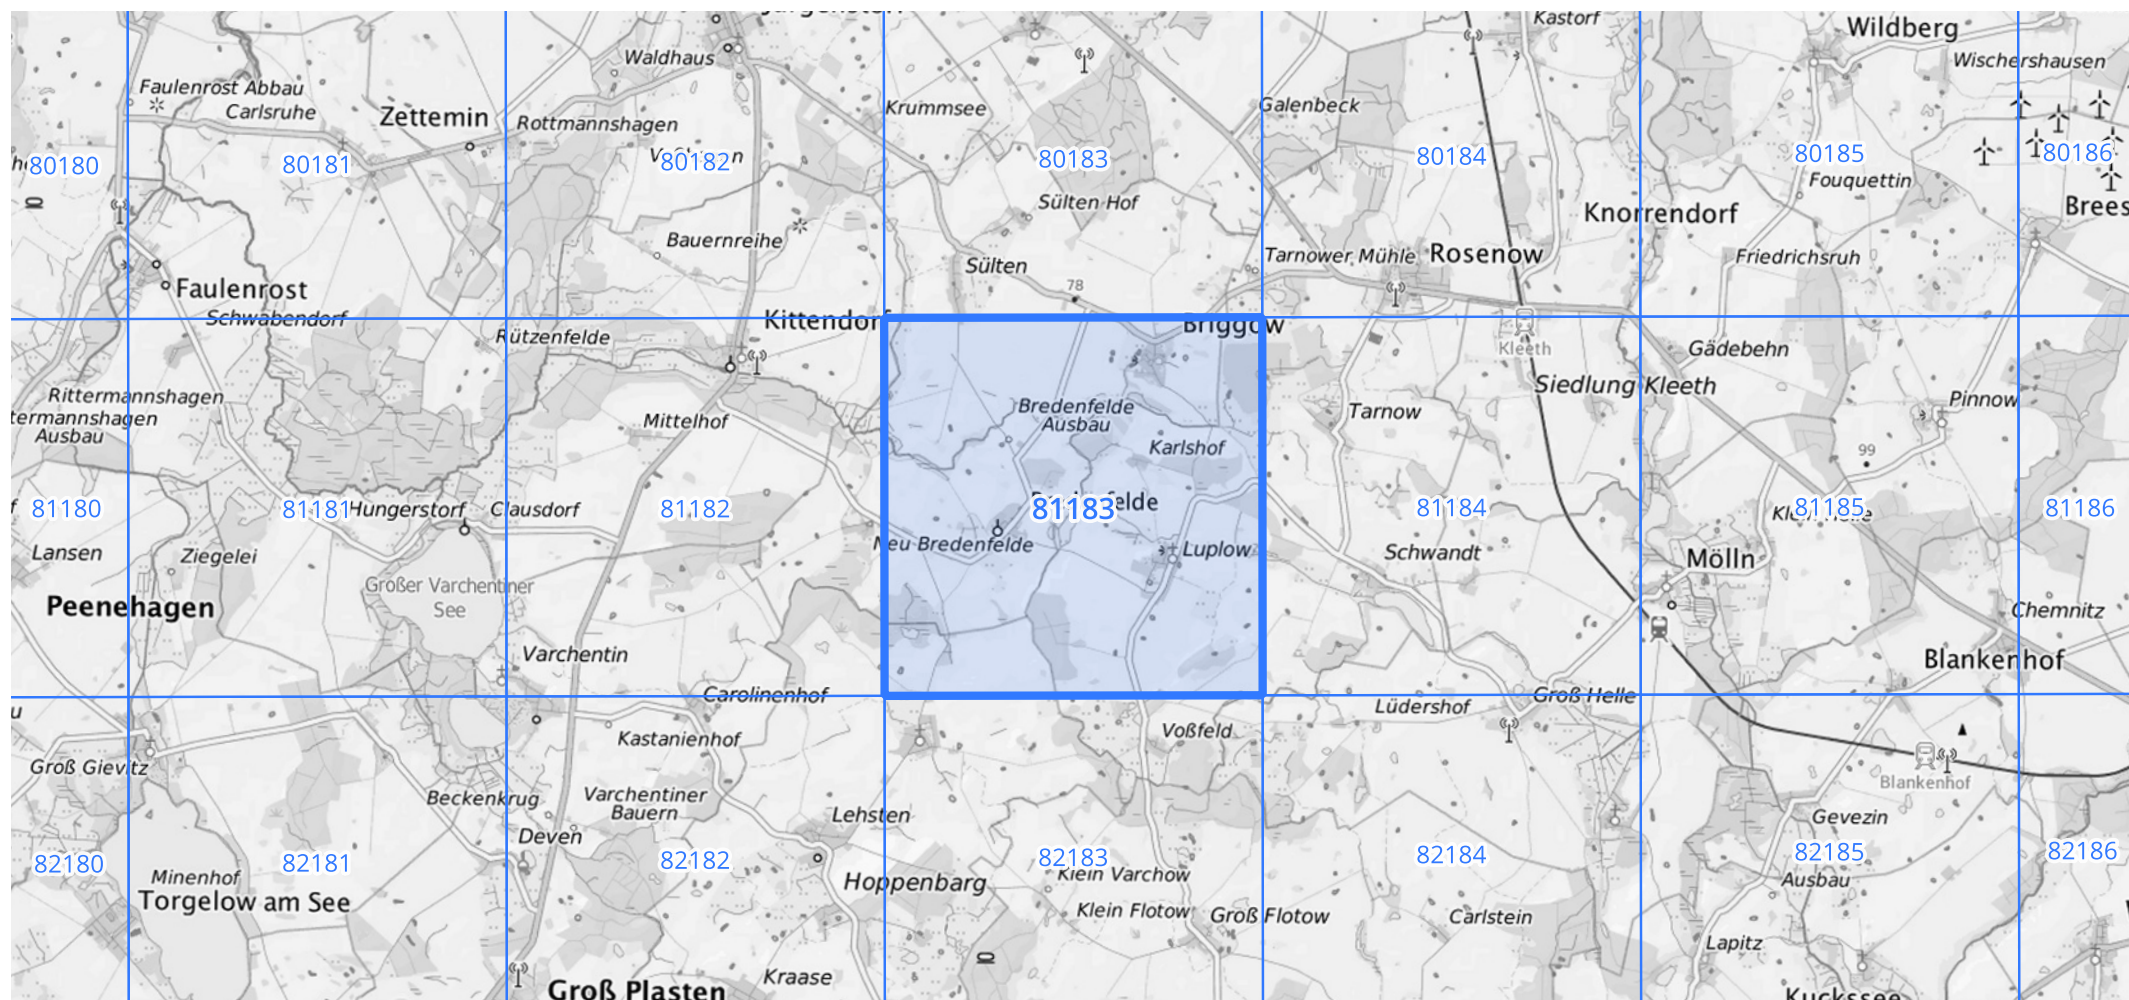 Kastorf
Wildberg
Waldhaus
Wischershausen
Faulenrost Abbau
Carlsruhe
Zettemin
Rottmannshagen
Krummsee
Galenbeck
80180
80181
80182
80183
80184
80185
80186
Fouquettin
Sülten Hof
Knorrendorf
Bauernreihe
Tarnower Mühle
Rosenow
Friedrichsruh
Sülten
78
Faulenrost
Schwabendorf
Kittendorf
Briggow
Rützenfelde
Kleeth
Gädebehn
Siedlung Kleeth
Rittermannshagen
termannshagen
Ausbau
Mittelhof
Bredenfelde
Ausbau
Tarnow
Pinnow
Karlshof
99
81180
81181
Hungerstorf
Clausdorf
81182
81183
81184
81185
81186
Lansen
Ziegelei
Neu Bredenfelde
Luplow
Schwandt
Mölln
Großer Varchentiner
See
Peenehagen
Chemnitz
Varchentin
Blankenhof
Carolinenhof
Groß Helle
Lüdershof
Voßfeld
Kastanienhof
Groß Gievitz
Blankenhof
Beckenkrug
Varchentiner
Bauern
Lehsten
Gevezin
Deven
82180
82181
82182
82183
82184
82185
82186
Minenhof
Klein Varchow
Ausbau
Hoppenbarg
Torgelow am See
Klein Flotow
Groß Flotow
Carlstein
Lapitz
Kraase
Groß Plasten
Kuckssee